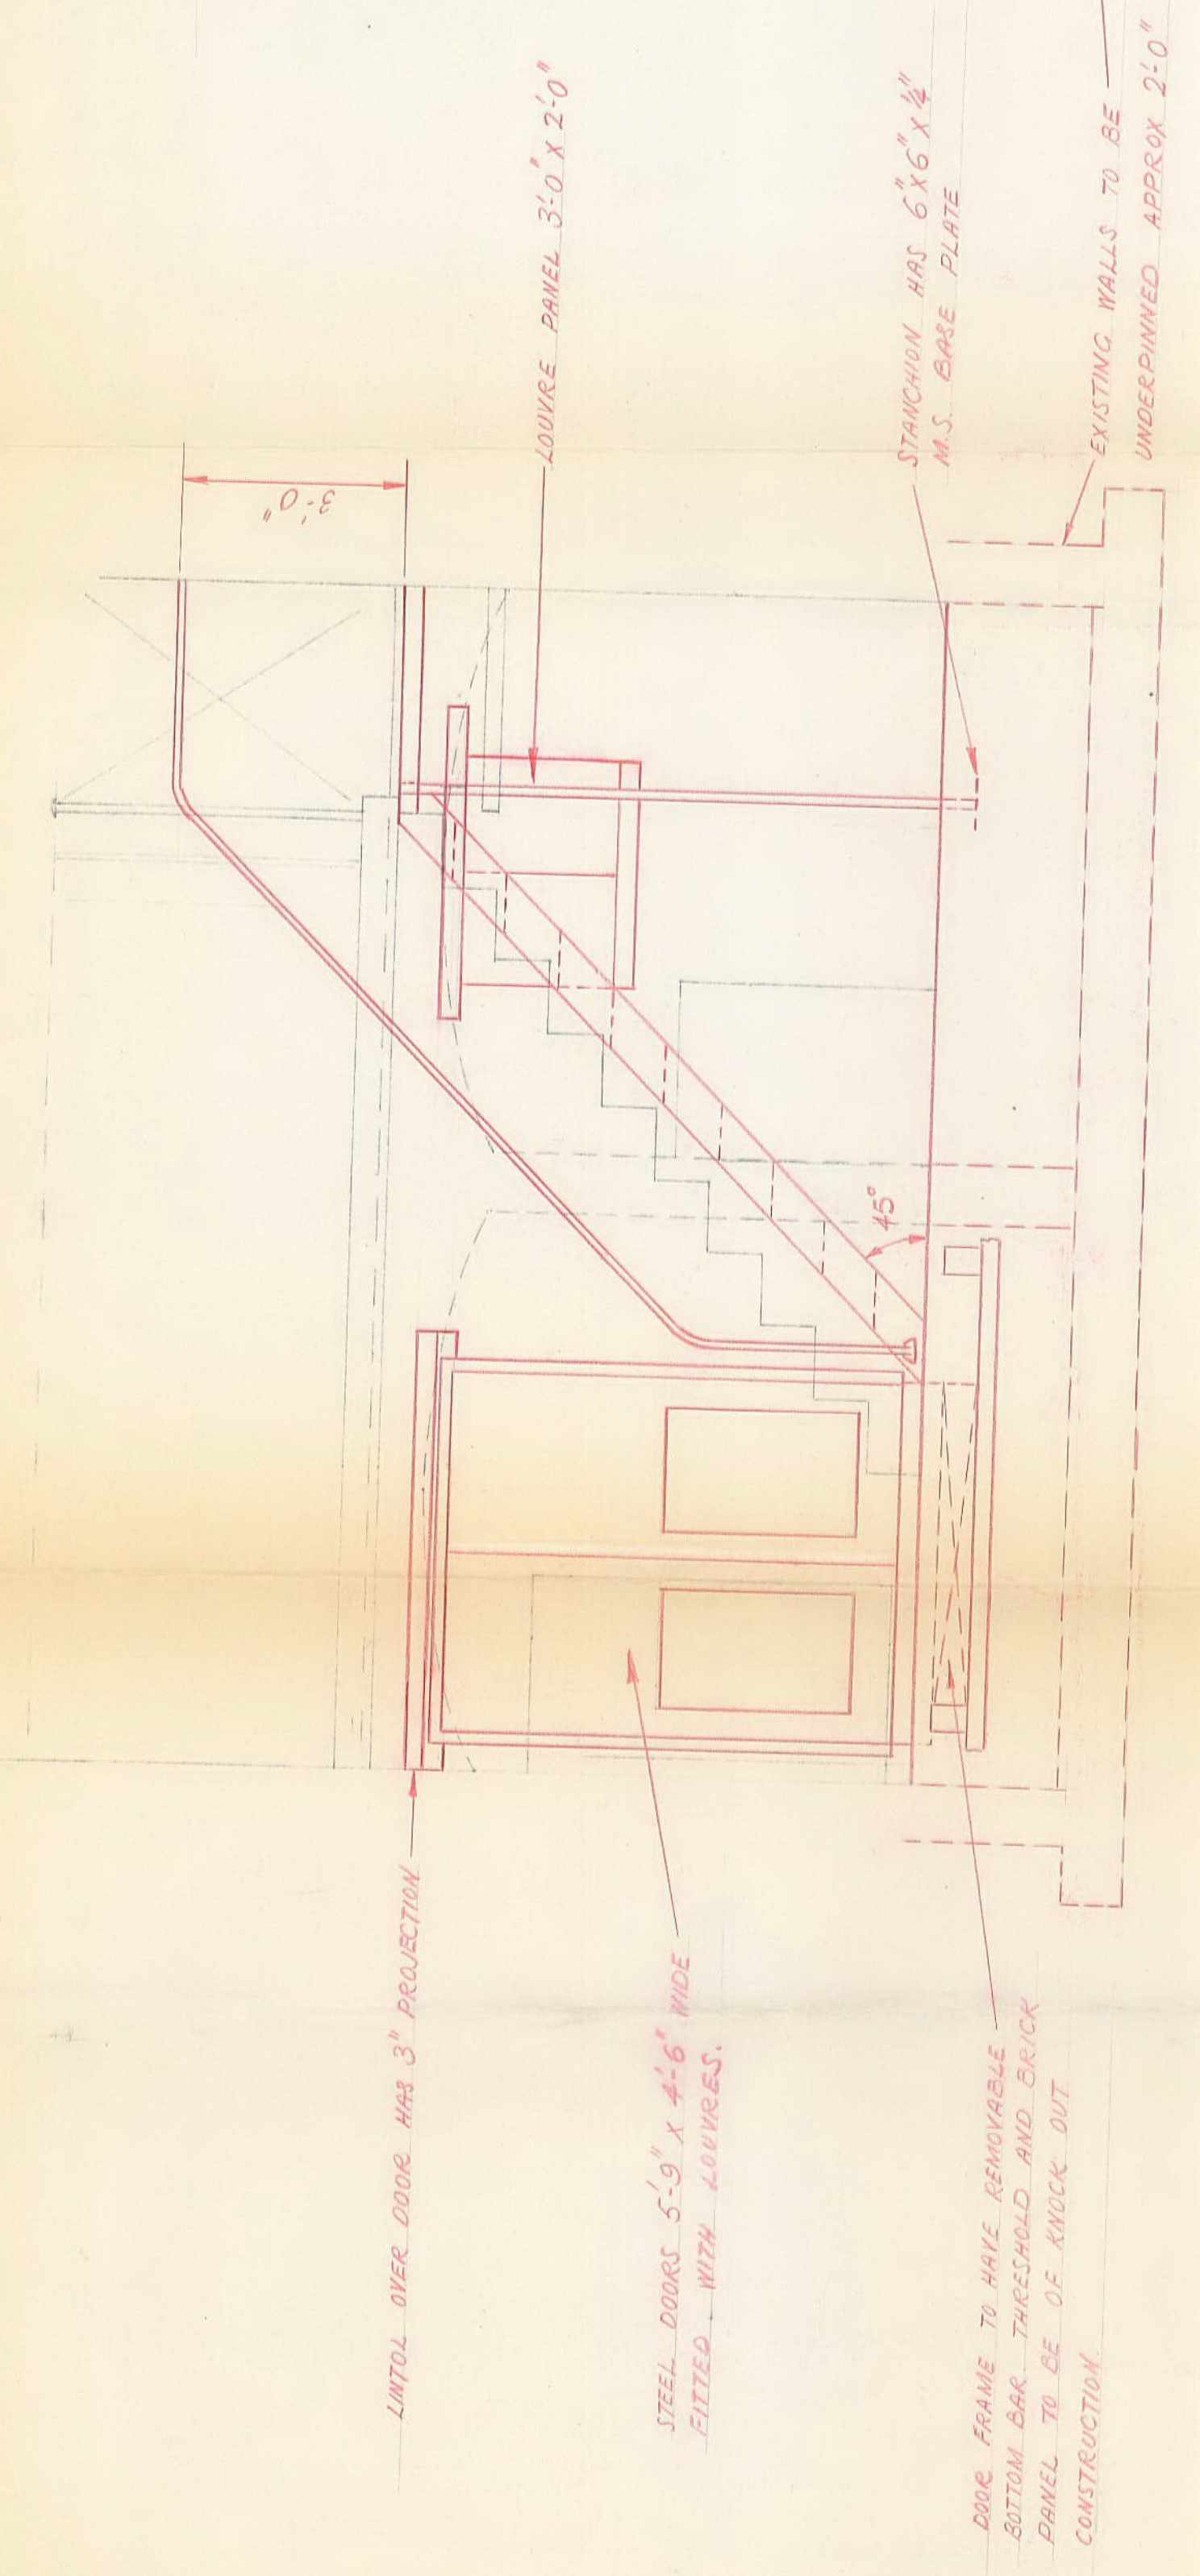 LINTOL OVER DOOR HAS 3" PROJECTION
STEEL DOORS 5'-9" X 4'-6" WIDE
FITTED WITH LOUVRES.
DOOR FRAME TO HAVE REMOVABLE
BOTTOM BAR. THRESHOLD AND BRICK
PANEL TO BE OF KNOCK OUT
CONSTRUCTION.
45°
3'-0"
LOUVRE PANEL 3'-0" X 2'-0"
STANCHION HAS 6" X 6" X 1/4"
M.S. BASE PLATE
EXISTING WALLS TO BE
UNDERPINNED APPROX 2'-0"